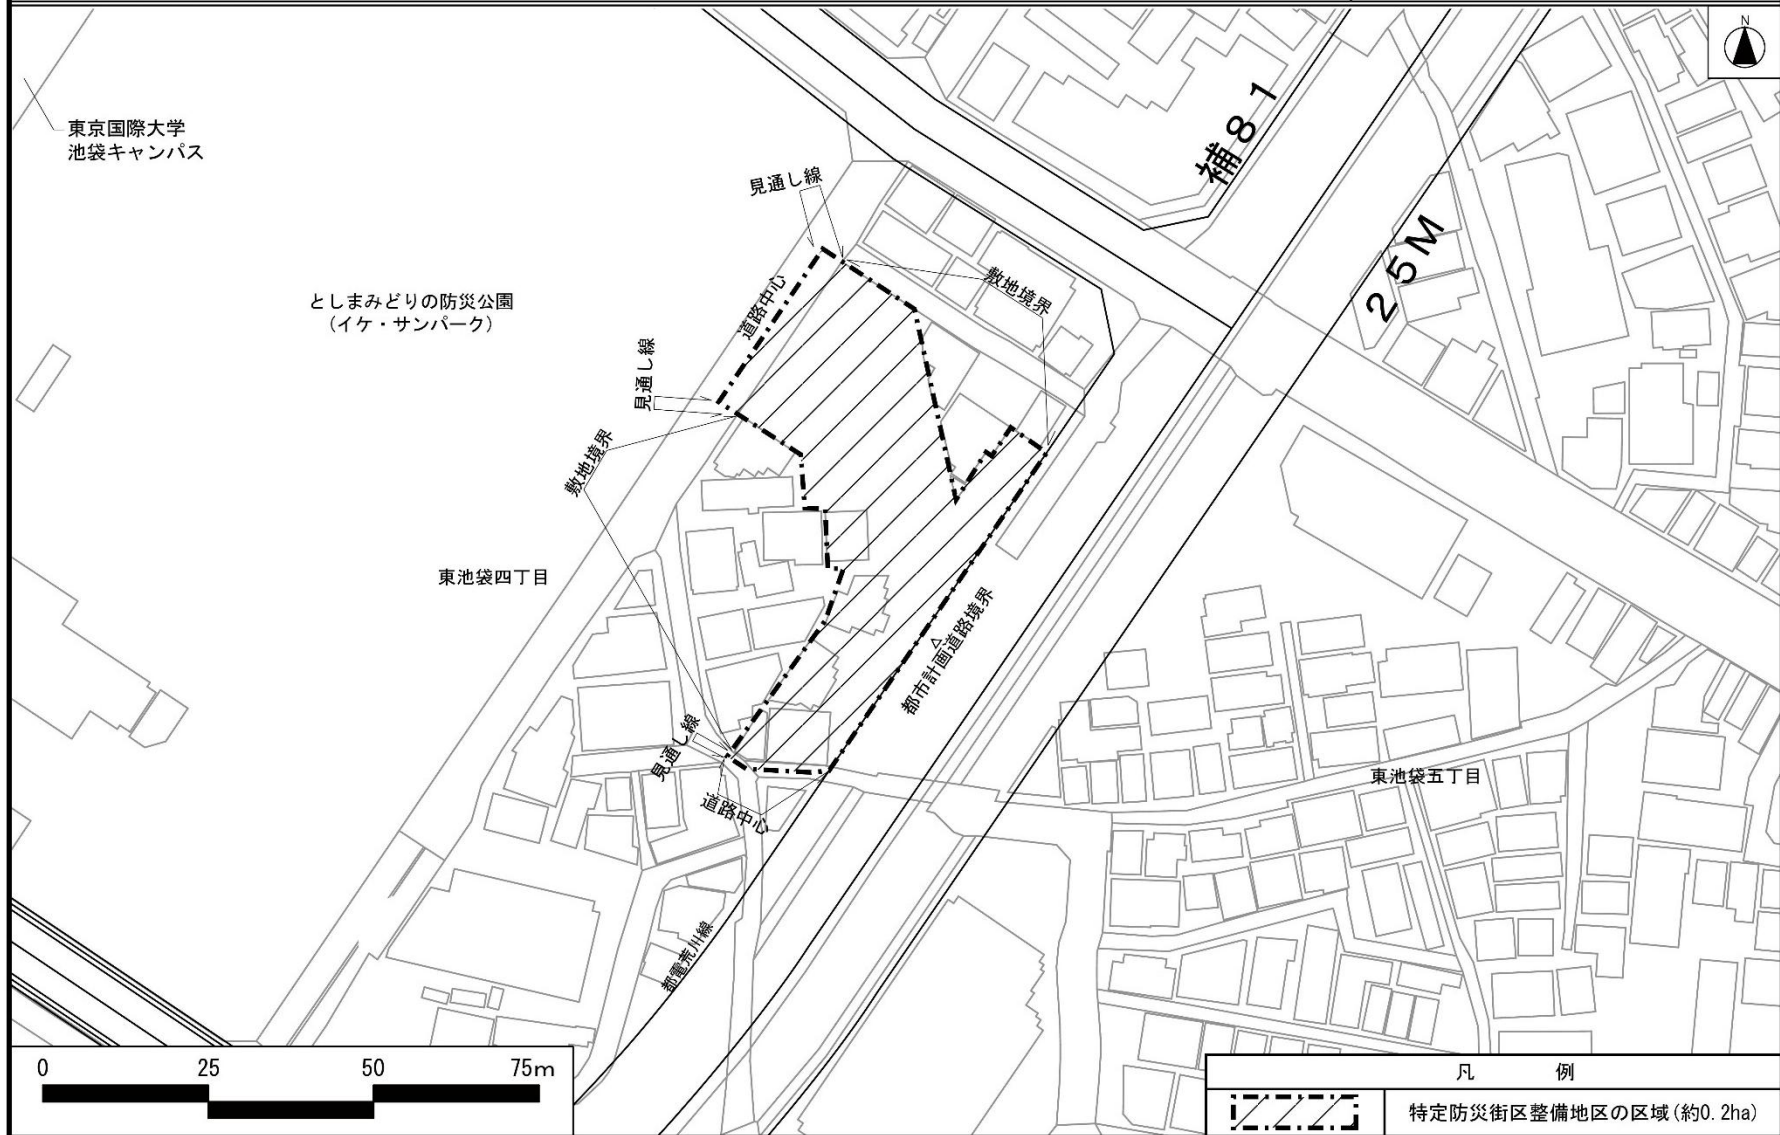 N
東京国際大学
池袋キャンパス
補81
25M
見通し線
敷地境界
道路中心
としまみどりの防災公園
(イケ・サンパーク)
見通し線
敷地境界
東池袋四丁目
都市計画道路境界
見通し線
道路中心
東池袋五丁目
都電荒川線
0 25 50 75m
凡 例
特定防災街区整備地区の区域(約0.2ha)